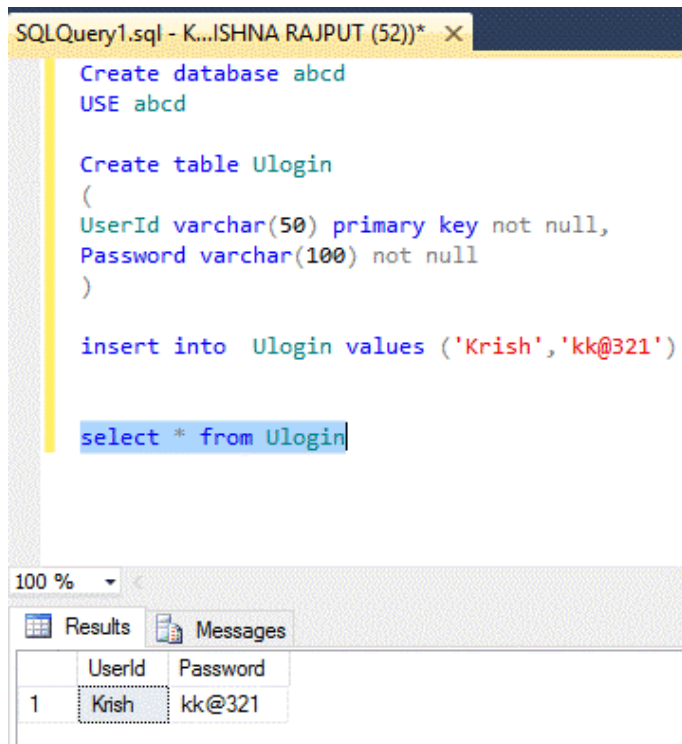 SQLQuery1.sql - K...ISHNA RAJPUT (52))* ✕
Create database abcd
USE abcd
Create table Ulogin
(
UserId varchar(50) primary key not null,
Password varchar(100) not null
)
insert into  Ulogin values ('Krish','kk@321')
select * from Ulogin
100 %
Results Messages
UserId Password
1 Krish kk@321